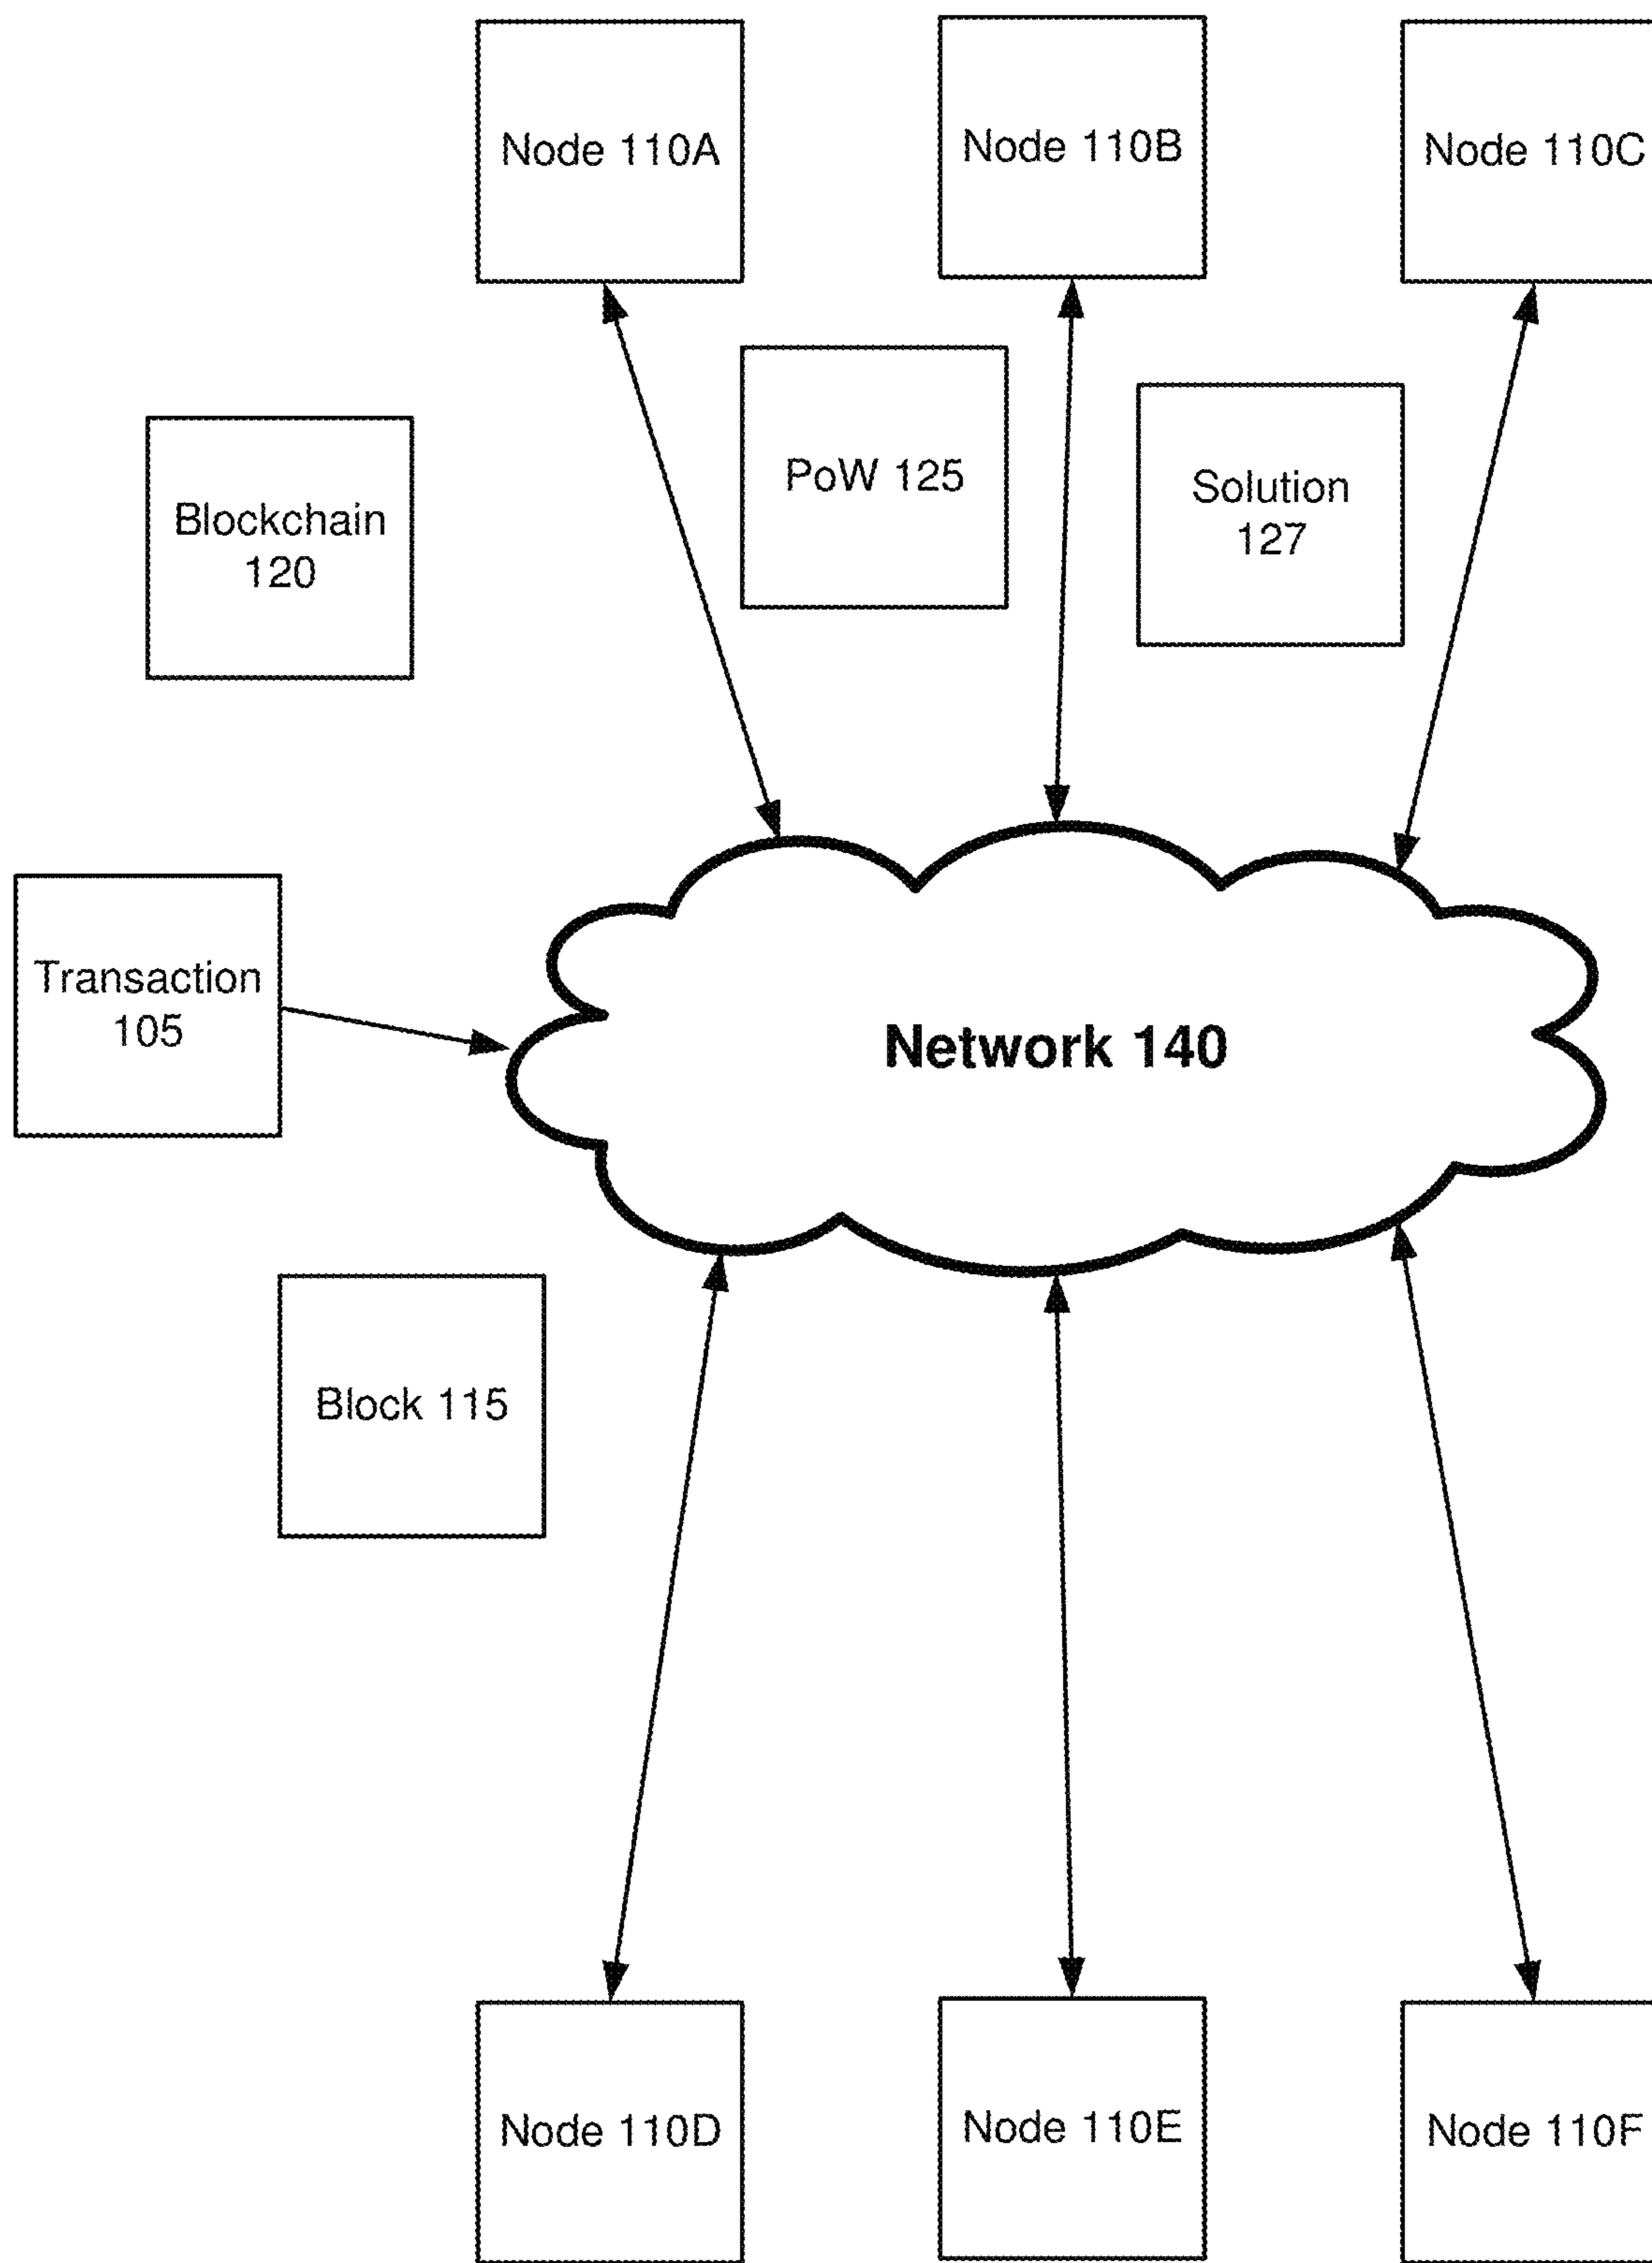 Node 110A
Node 110B
Node 110C
PoW 125
Solution
127
Blockchain
120
Transaction
105
Network 140
Block 115
Node 110D
Node 110E
Node 110F